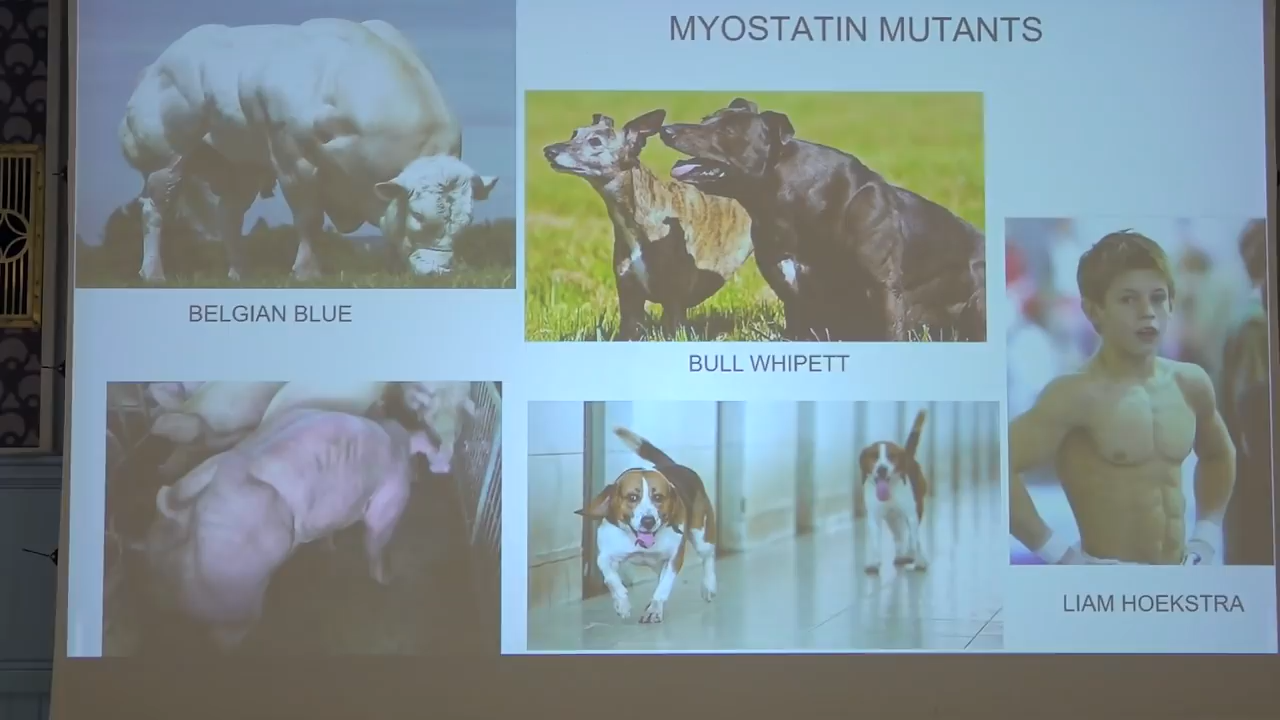 MYOSTATIN MUTANTS
BELGIAN BLUE
BULL WHIPETT
LIAM HOEKSTRA